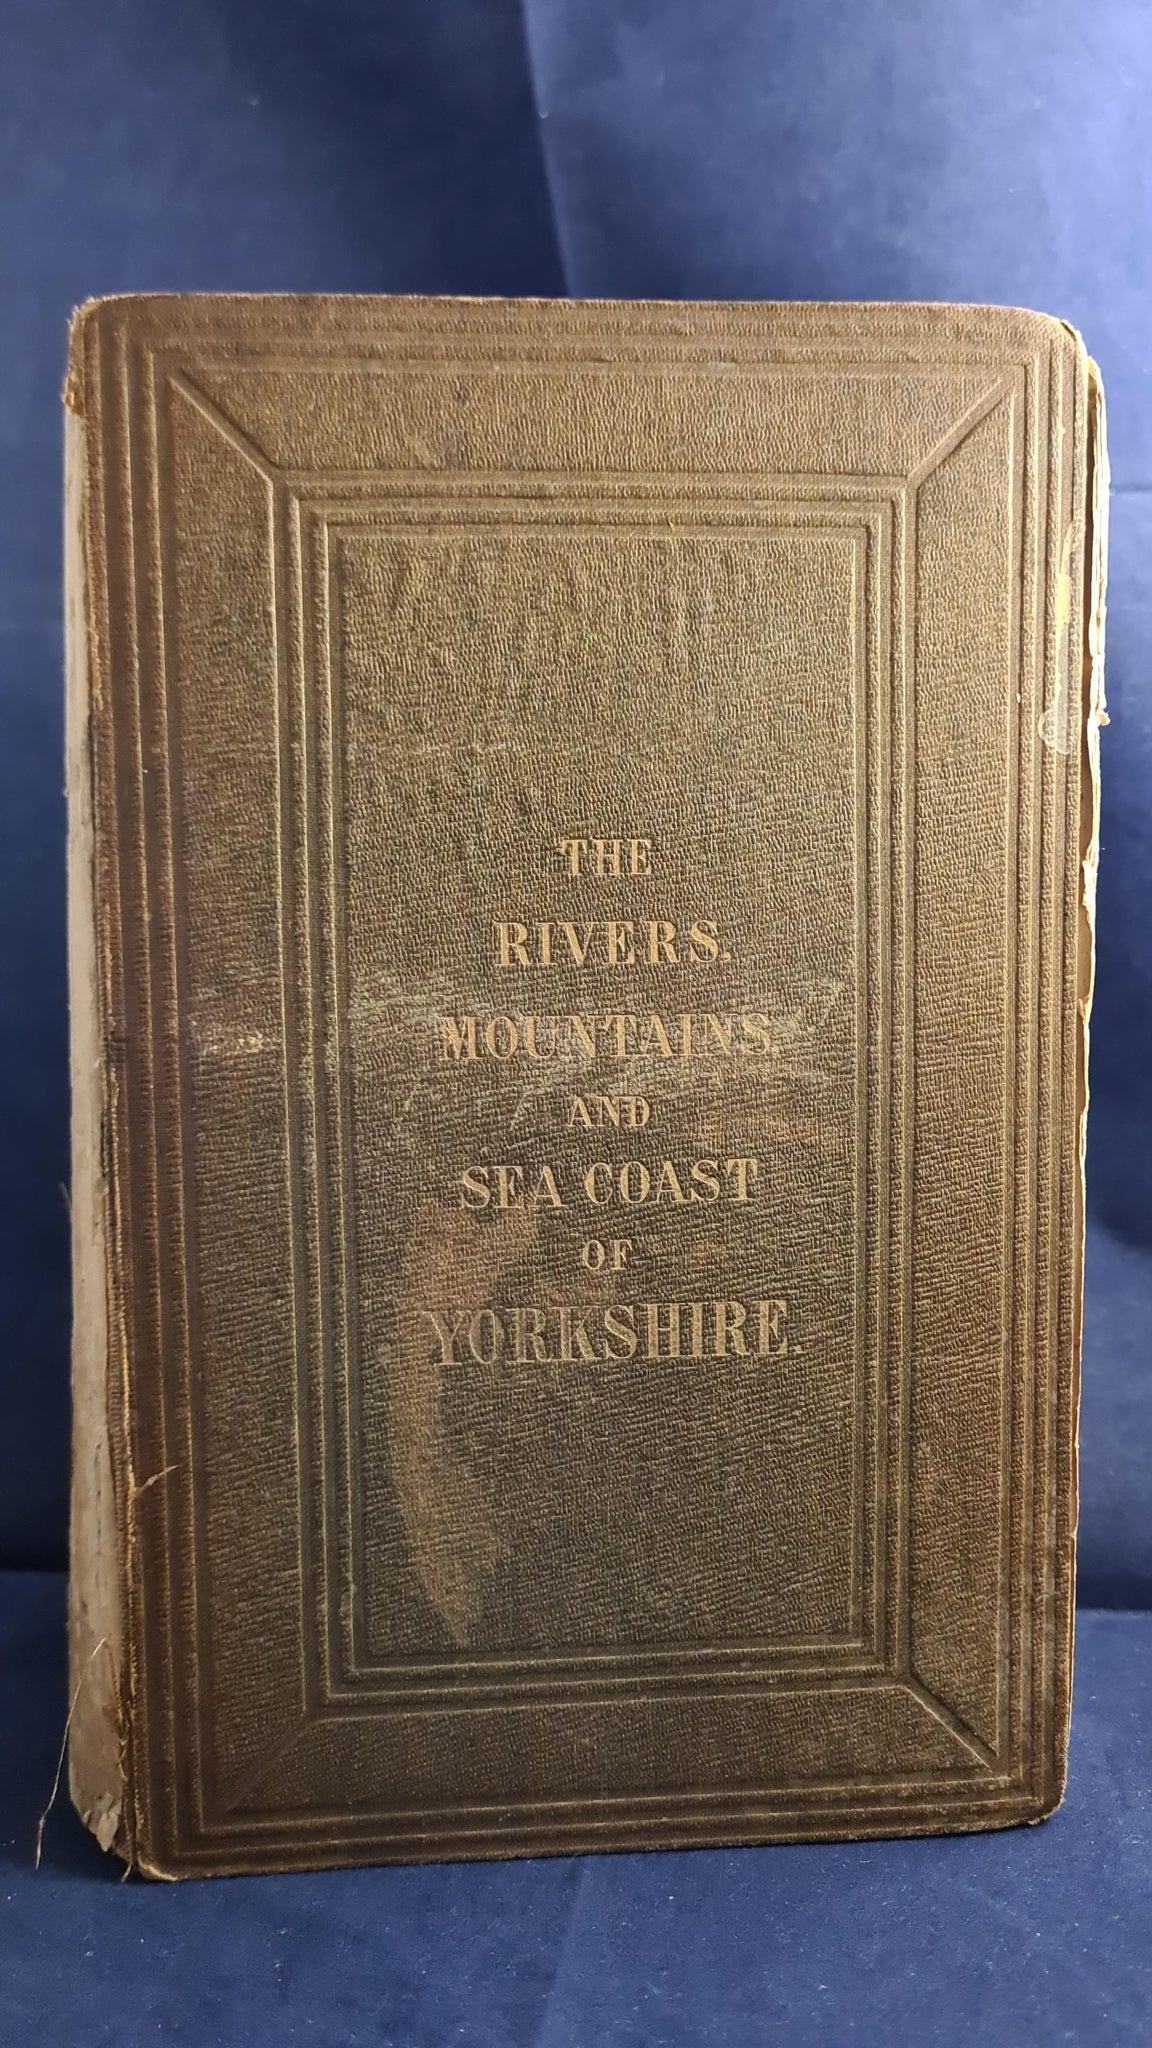 THE
RIVERS.
MOUNTAINS.
AND
SEA COAST
OF
YORKSHIRE.